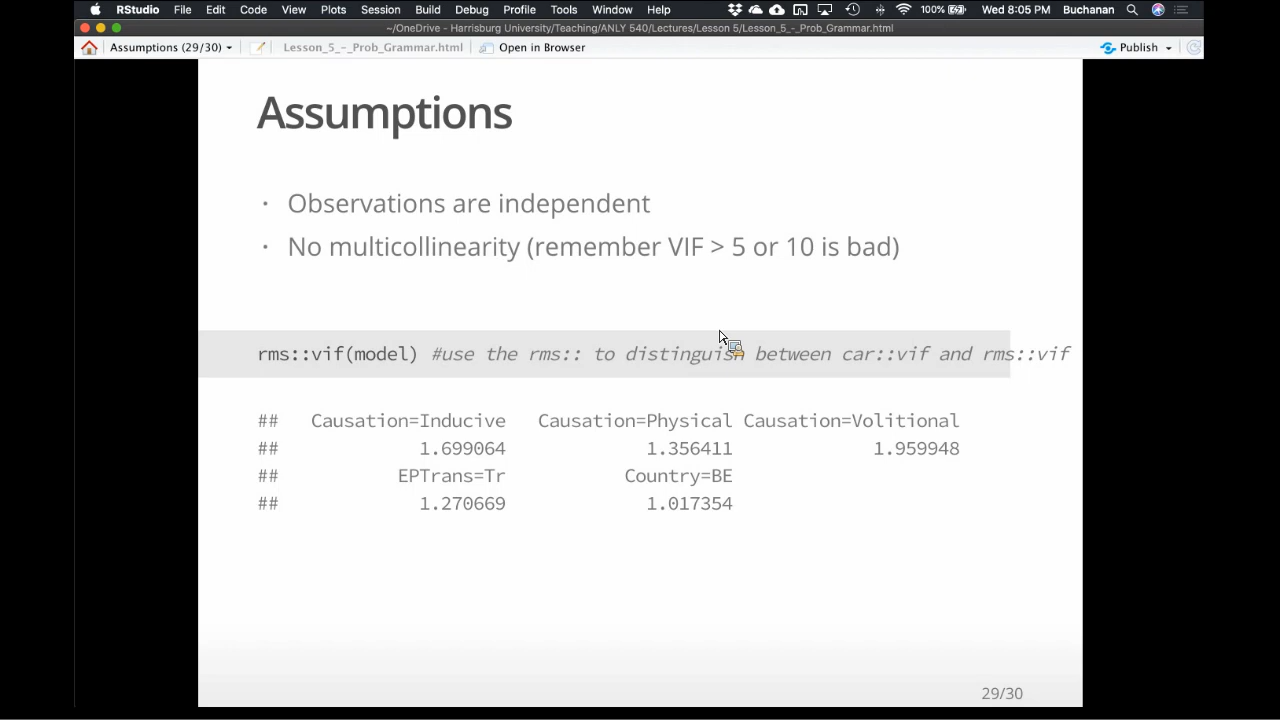 RStudio File Edit Code View Plots Session Build Debug Profile Tools Window Help 100% Wed 8:05 PM Buchanan
~/OneDrive - Harrisburg University/Teaching/ANLY 540/Lectures/Lesson 5/Lesson_5_-_Prob_Grammar.html
Assumptions (29/30) Lesson_5_-_Prob_Grammar.html Open in Browser Publish
Assumptions
· Observations are independent
· No multicollinearity (remember VIF > 5 or 10 is bad)
rms::vif(model) #use the rms:: to distinguish between car::vif and rms::vif
## Causation=Inducive Causation=Physical Causation=Volitional
## 1.699064 1.356411 1.959948
## EPTrans=Tr Country=BE
## 1.270669 1.017354
29/30